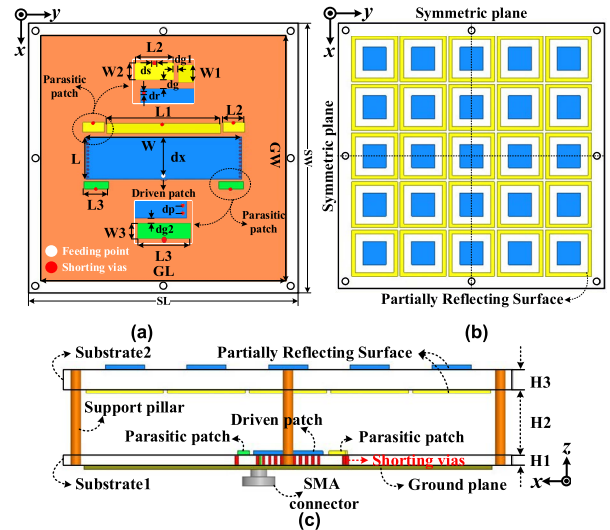 y
x
L2
dg1
W2
ds
W1
dg
dr
Parasitic
patch
L1
L2
W
L
dx
GW
SW
Driven patch
L3
dp
W3
dg2
Parasitic
patch
L3
Feeding point
Shorting vias
GL
SL
(a)
y
x
Symmetric plane
Symmetric plane
Partially Reflecting Surface
(b)
Substrate2
Partially Reflecting Surface
H3
Support pillar
Driven patch
H2
Parasitic patch
Parasitic patch
Shorting vias
H1
z
x
Substrate1
SMA
connector
Ground plane
(c)